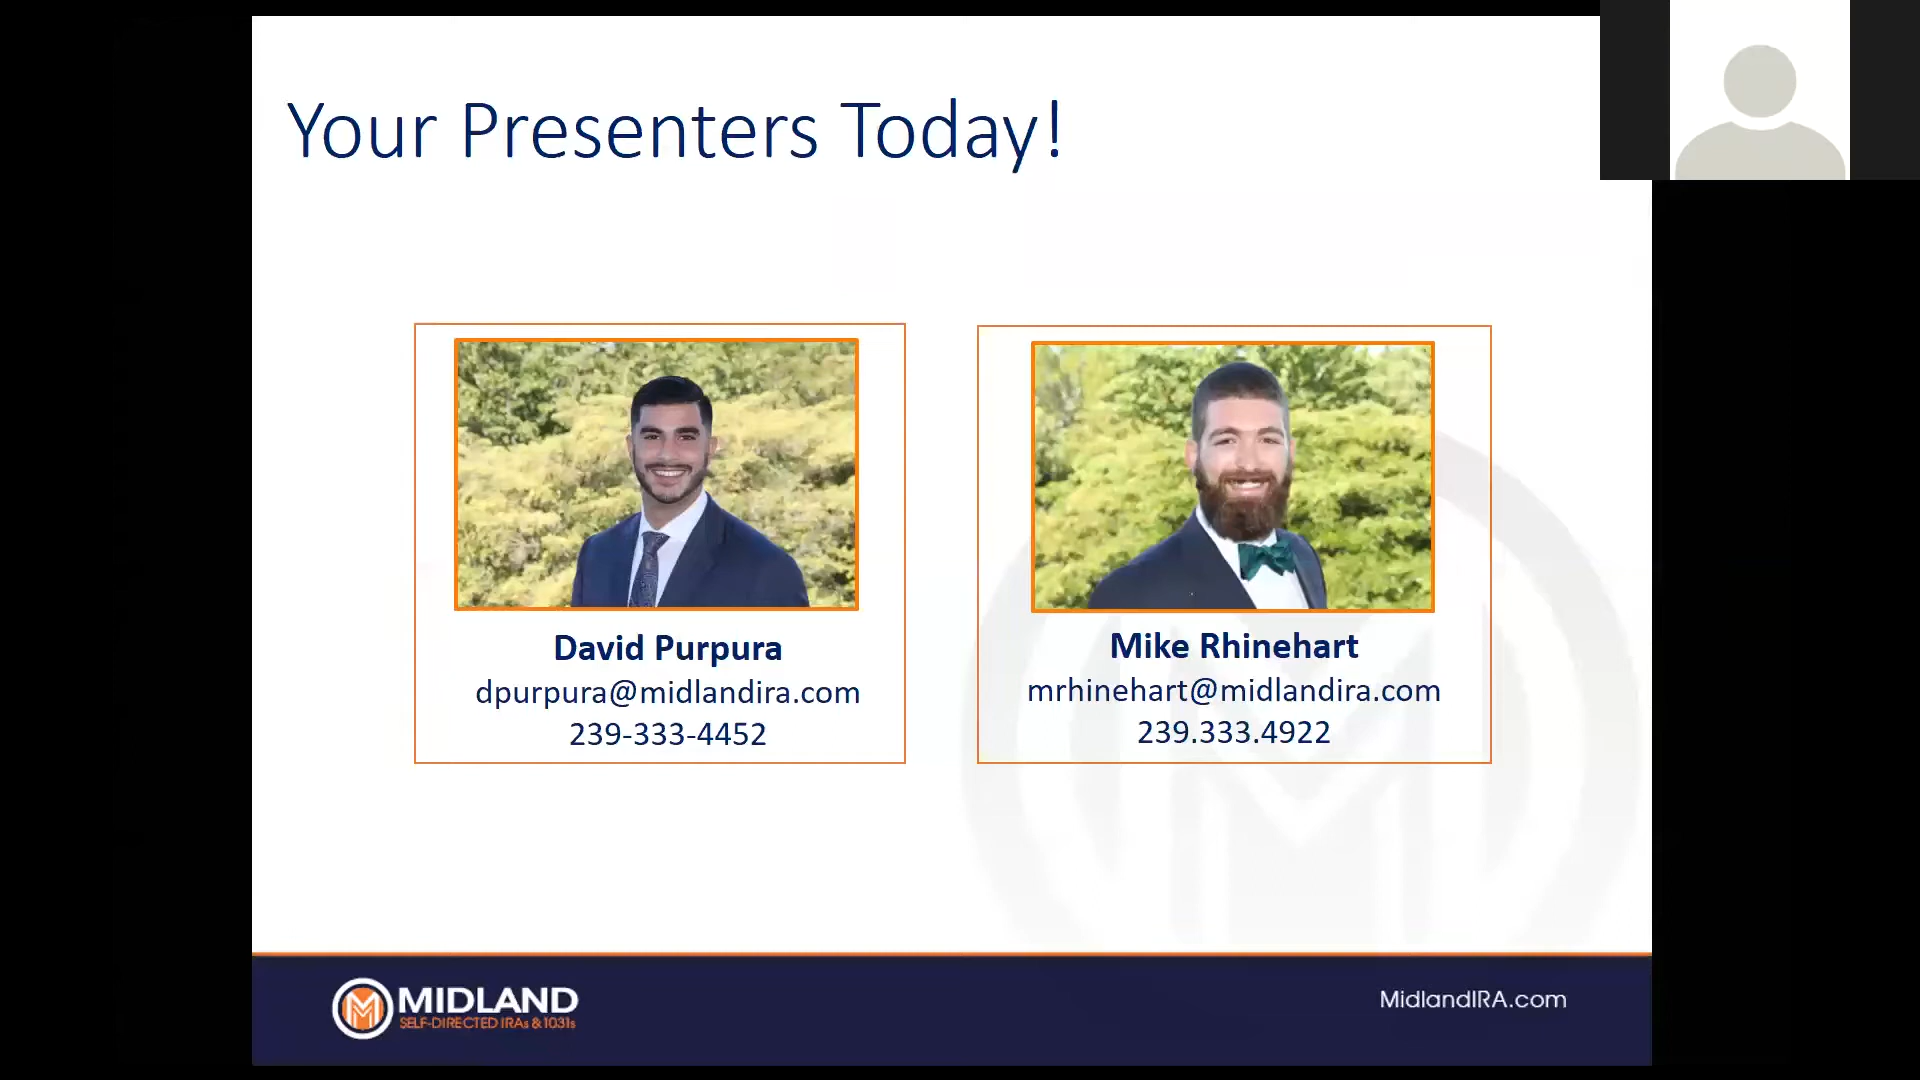 Your Presenters Today!
David Purpura
dpurpura@midlandira.com
239-333-4452
Mike Rhinehart
mrhinehart@midlandira.com
239.333.4922
MIDLAND
SELF-DIRECTED IRAs & 1031s
MidlandIRA.com